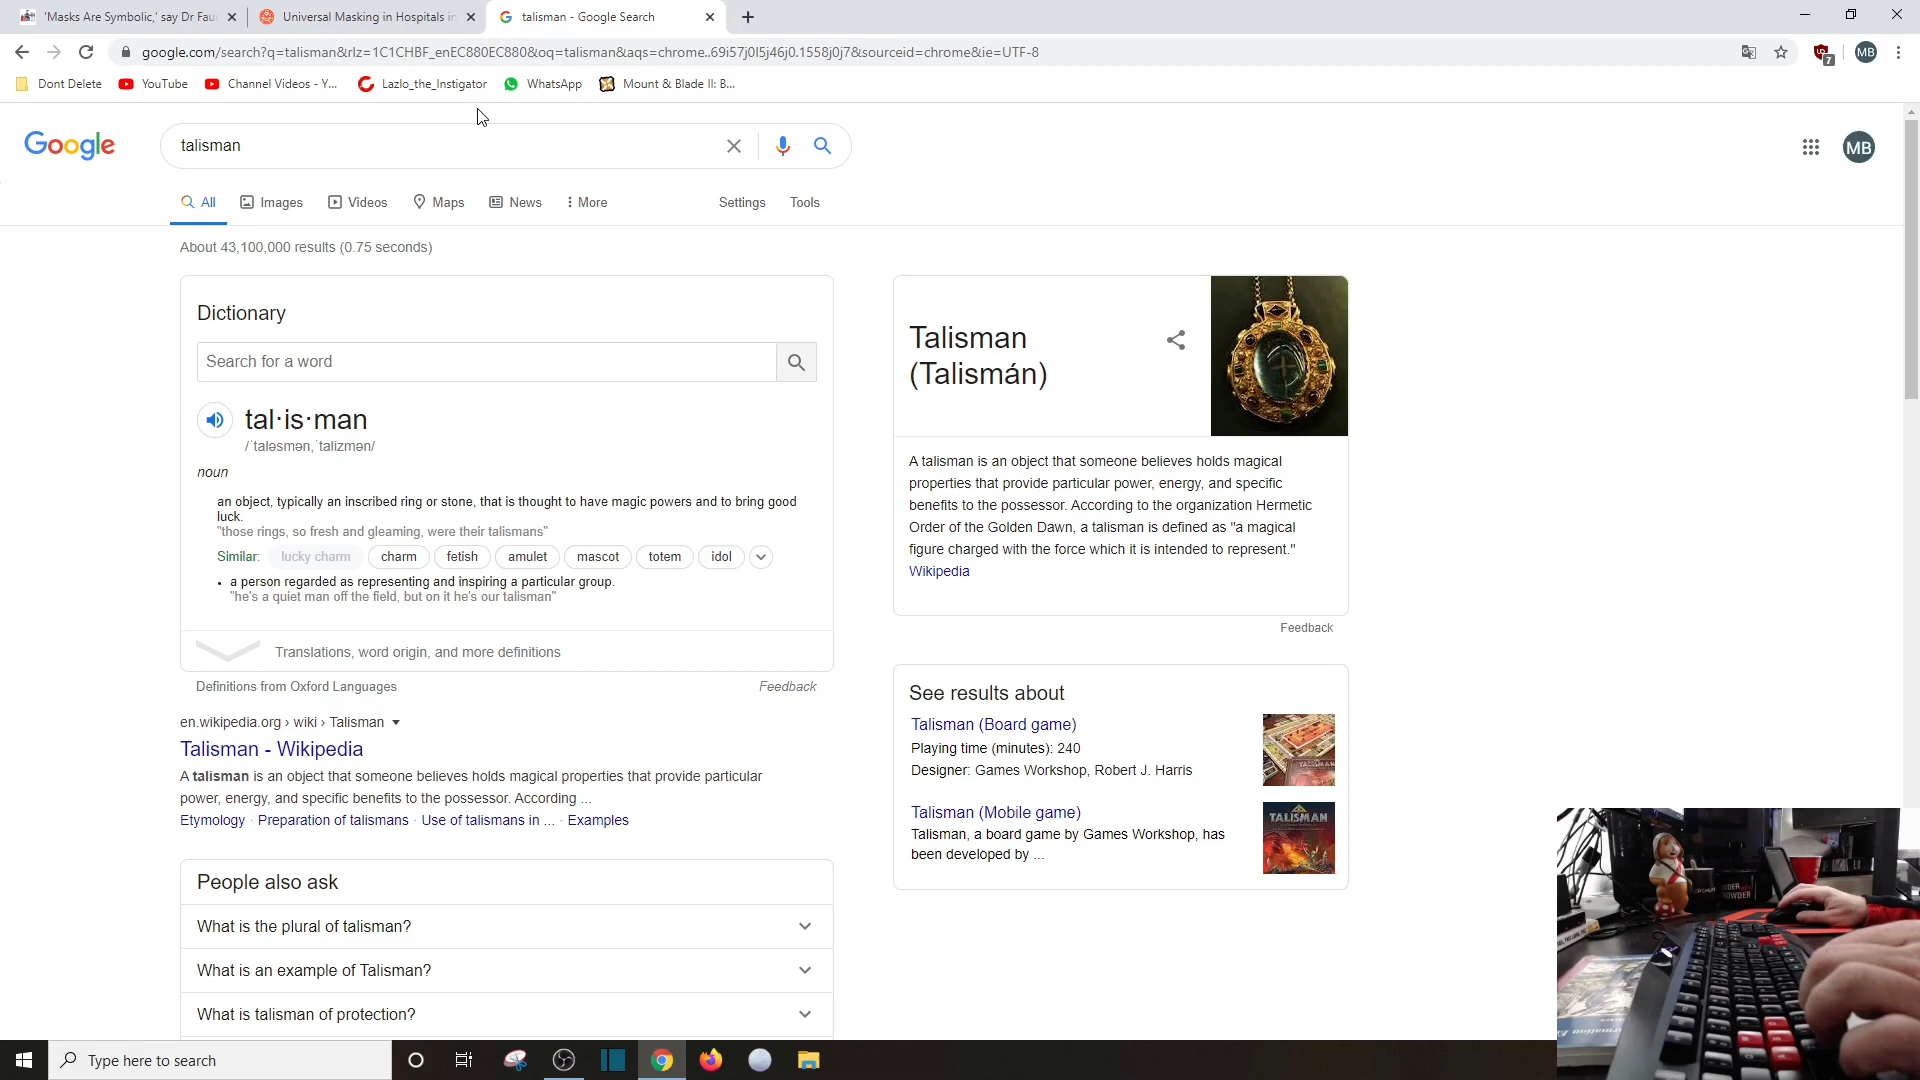 'Masks Are Symbolic,' say Dr Fauc
Universal Masking in Hospitals in
talisman - Google Search
google.com/search?q=talisman&rlz=1C1CHBF_enEC880EC880&oq=talisman&aqs=chrome..69i57j0l5j46j0.1558j0j7&sourceid=chrome&ie=UTF-8
7
MB
Dont Delete
YouTube
Channel Videos - Y...
Lazlo_the_Instigator
WhatsApp
Mount & Blade II: B...
Google
talisman
MB
All
Images
Videos
Maps
News
More
Settings
Tools
About 43,100,000 results (0.75 seconds)
Dictionary
Search for a word
tal·is·man
/ˈtaləsmən, ˈtalizmən/
noun
an object, typically an inscribed ring or stone, that is thought to have magic powers and to bring good
luck.
"those rings, so fresh and gleaming, were their talismans"
Similar: lucky charm charm fetish amulet mascot totem idol
• a person regarded as representing and inspiring a particular group.
"he's a quiet man off the field, but on it he's our talisman"
Translations, word origin, and more definitions
Definitions from Oxford Languages
Feedback
en.wikipedia.org › wiki › Talisman
Talisman - Wikipedia
A talisman is an object that someone believes holds magical properties that provide particular
power, energy, and specific benefits to the possessor. According ...
Etymology · Preparation of talismans · Use of talismans in ... · Examples
People also ask
What is the plural of talisman?
What is an example of Talisman?
What is talisman of protection?
Talisman
(Talismán)
A talisman is an object that someone believes holds magical
properties that provide particular power, energy, and specific
benefits to the possessor. According to the organization Hermetic
Order of the Golden Dawn, a talisman is defined as "a magical
figure charged with the force which it is intended to represent."
Wikipedia
Feedback
See results about
Talisman (Board game)
Playing time (minutes): 240
Designer: Games Workshop, Robert J. Harris
Talisman (Mobile game)
Talisman, a board game by Games Workshop, has
been developed by ...
TALISMAN
Type here to search